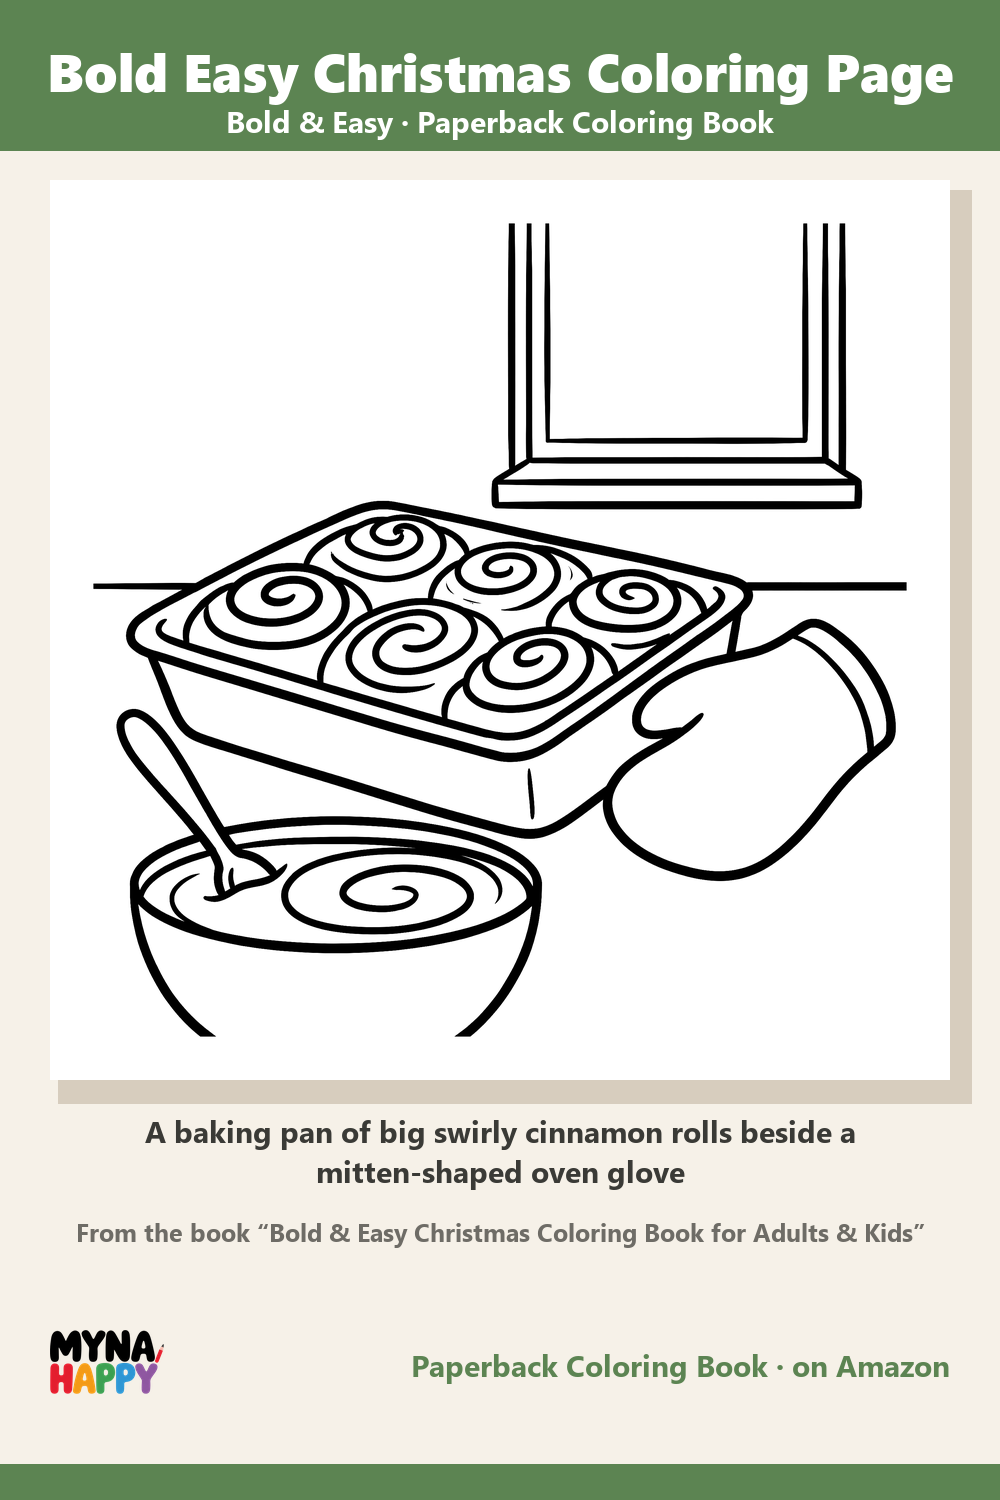 Bold Easy Christmas Coloring Page
Bold & Easy · Paperback Coloring Book
A baking pan of big swirly cinnamon rolls beside a
mitten-shaped oven glove
From the book “Bold & Easy Christmas Coloring Book for Adults & Kids”
MYNA
HAPPY
Paperback Coloring Book · on Amazon